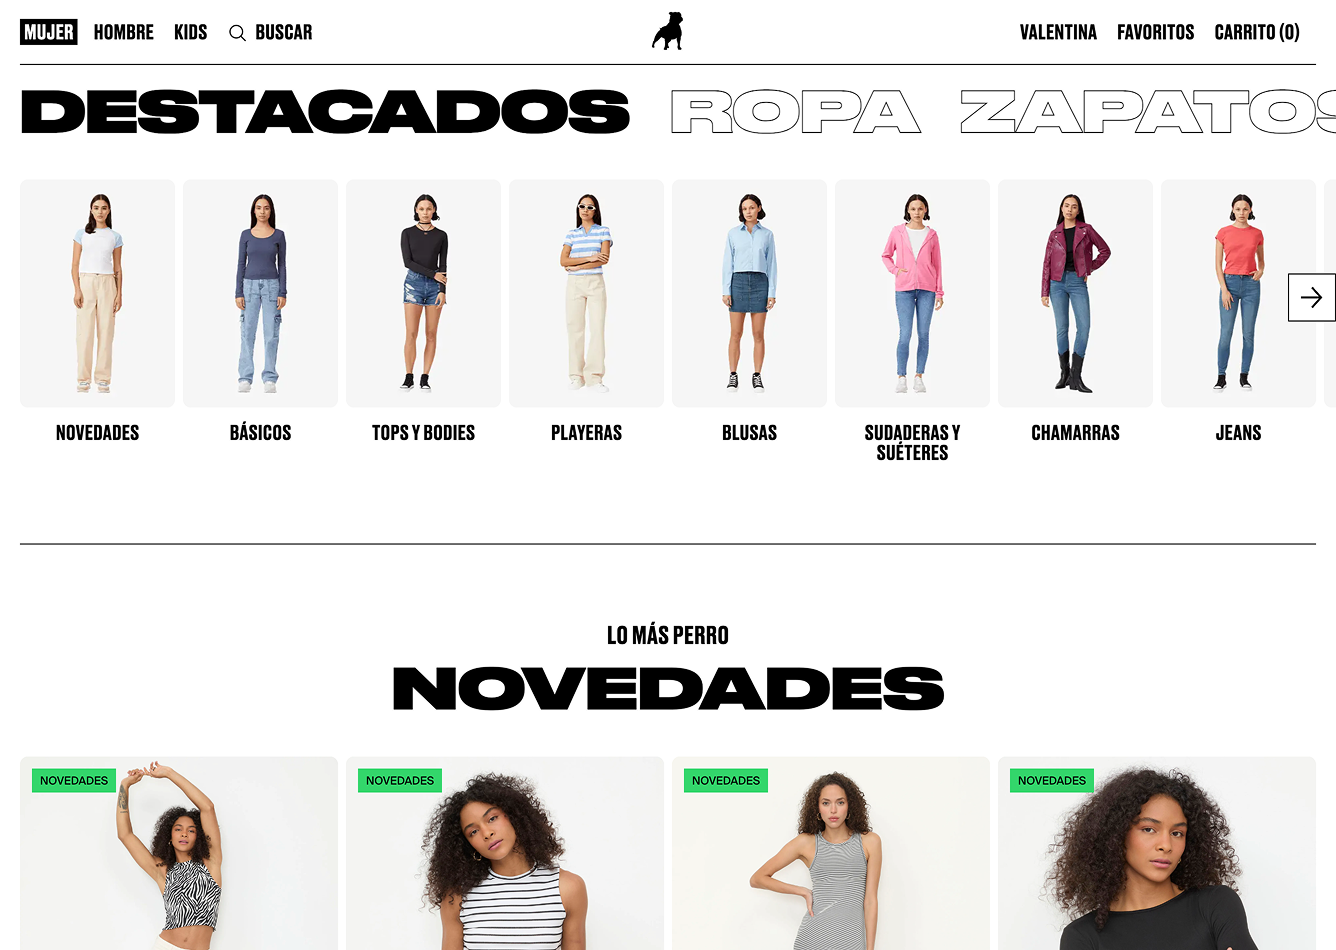 MUJER HOMBRE KIDS BUSCAR VALENTINA FAVORITOS CARRITO (0)
DESTACADOS ROPA ZAPATOS
NOVEDADES BÁSICOS TOPS Y BODIES PLAYERAS BLUSAS SUDADERAS Y SUÉTERES CHAMARRAS JEANS
LO MÁS PERRO
NOVEDADES
NOVEDADES NOVEDADES NOVEDADES NOVEDADES